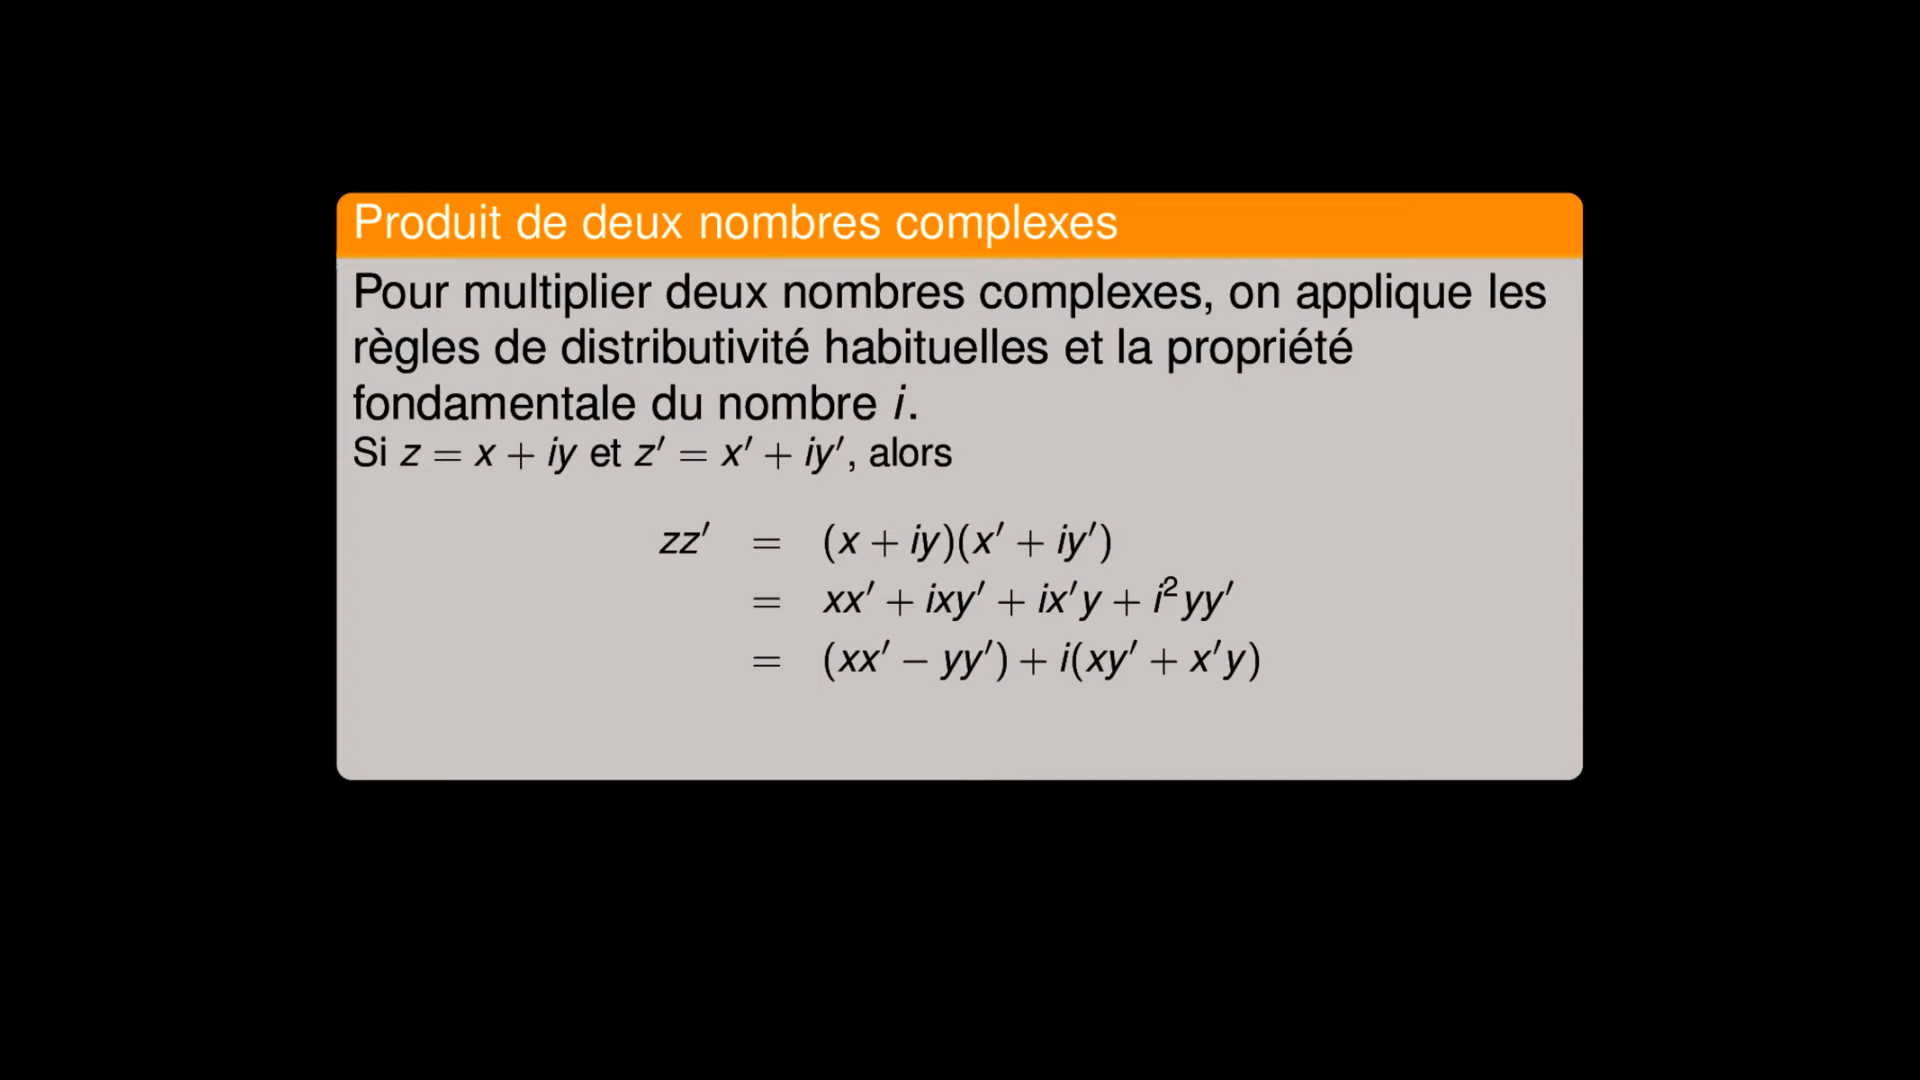 Produit de deux nombres complexes
Pour multiplier deux nombres complexes, on applique les
règles de distributivité habituelles et la propriété
fondamentale du nombre i.
Si z = x + iy et z′ = x′ + iy′, alors
zz′ = (x + iy)(x′ + iy′)
= xx′ + ixy′ + ix′y + i²yy′
= (xx′ − yy′) + i(xy′ + x′y)